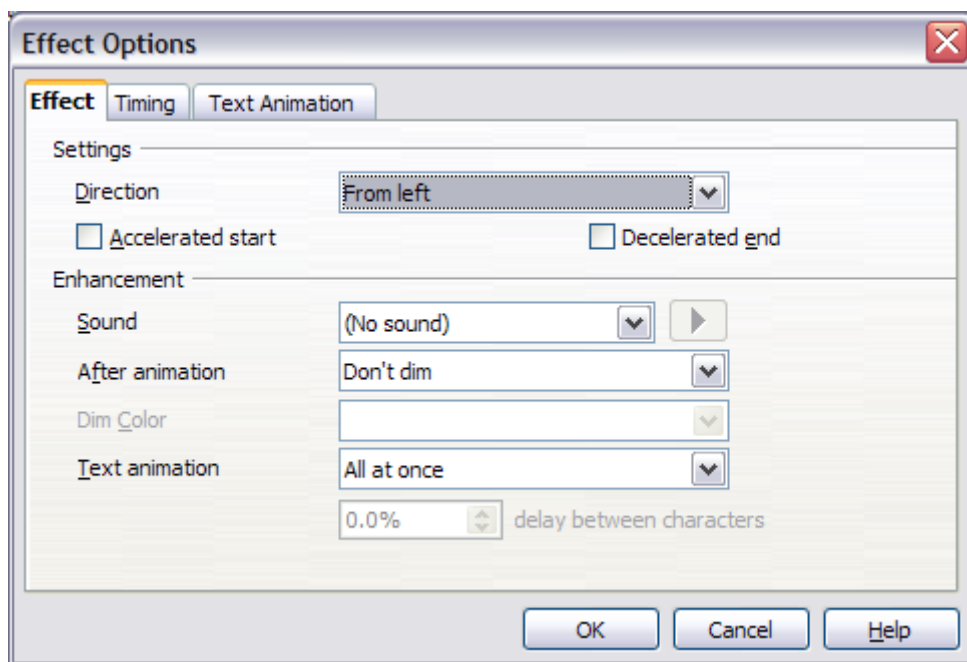 Effect Options
Effect Timing Text Animation
Settings
Direction From left
Accelerated start Decelerated end
Enhancement
Sound (No sound)
After animation Don't dim
Dim Color
Text animation All at once
0.0% delay between characters
OK Cancel Help